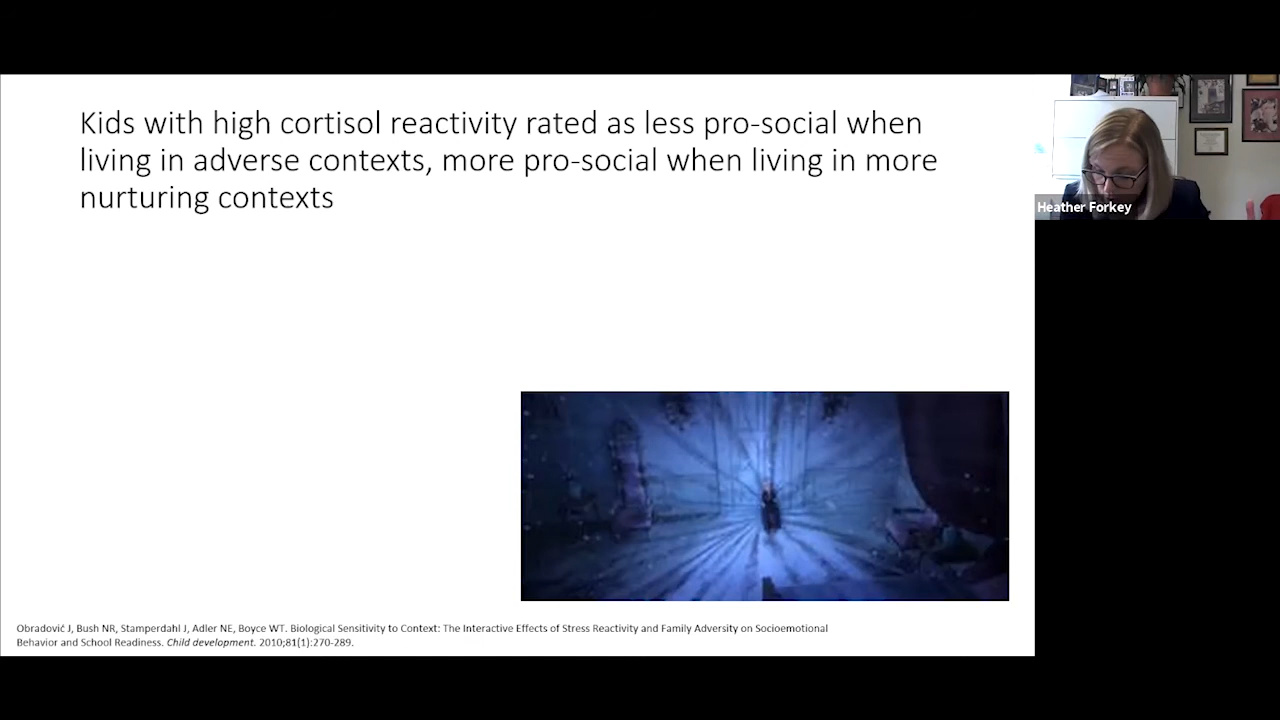 Kids with high cortisol reactivity rated as less pro-social when
living in adverse contexts, more pro-social when living in more
nurturing contexts
Heather Forkey
Obradović J, Bush NR, Stamperdahl J, Adler NE, Boyce WT. Biological Sensitivity to Context: The Interactive Effects of Stress Reactivity and Family Adversity on Socioemotional
Behavior and School Readiness. Child development. 2010;81(1):270-289.